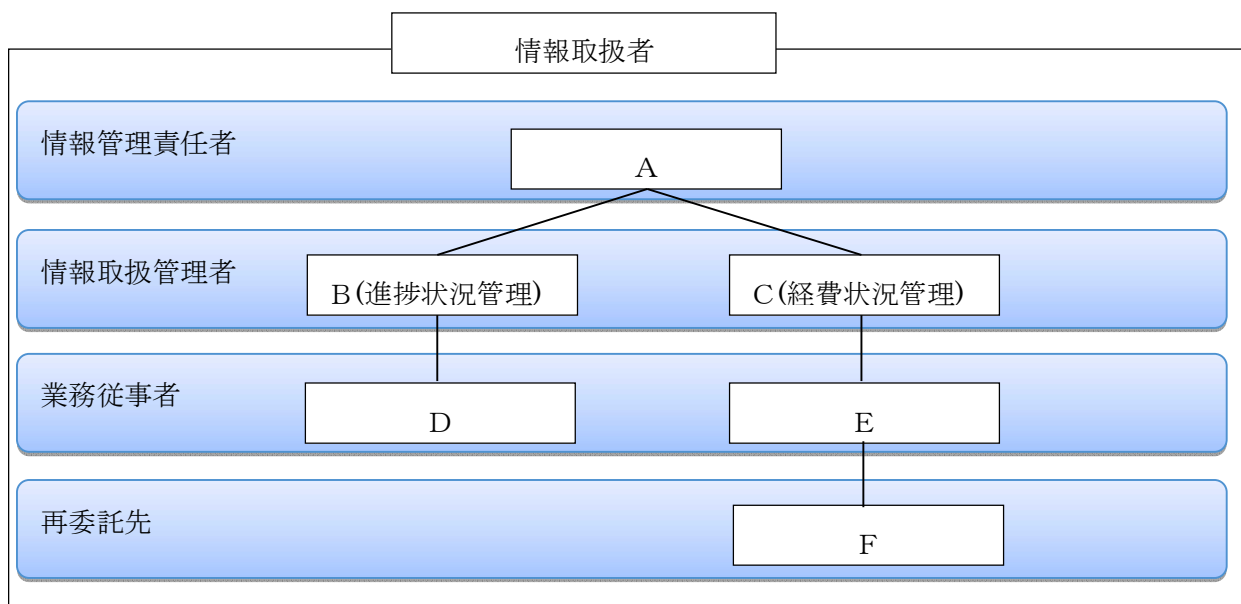 情報取扱者
情報管理責任者
A
情報取扱管理者
B(進捗状況管理)
C(経費状況管理)
業務従事者
D
E
再委託先
F